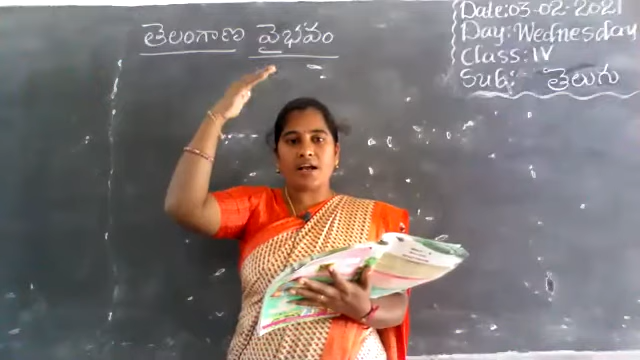 తెలంగాణ వైభవం
Date:03-02-2021
Day: Wednesday
Class: IV
Sub: తెలుగు